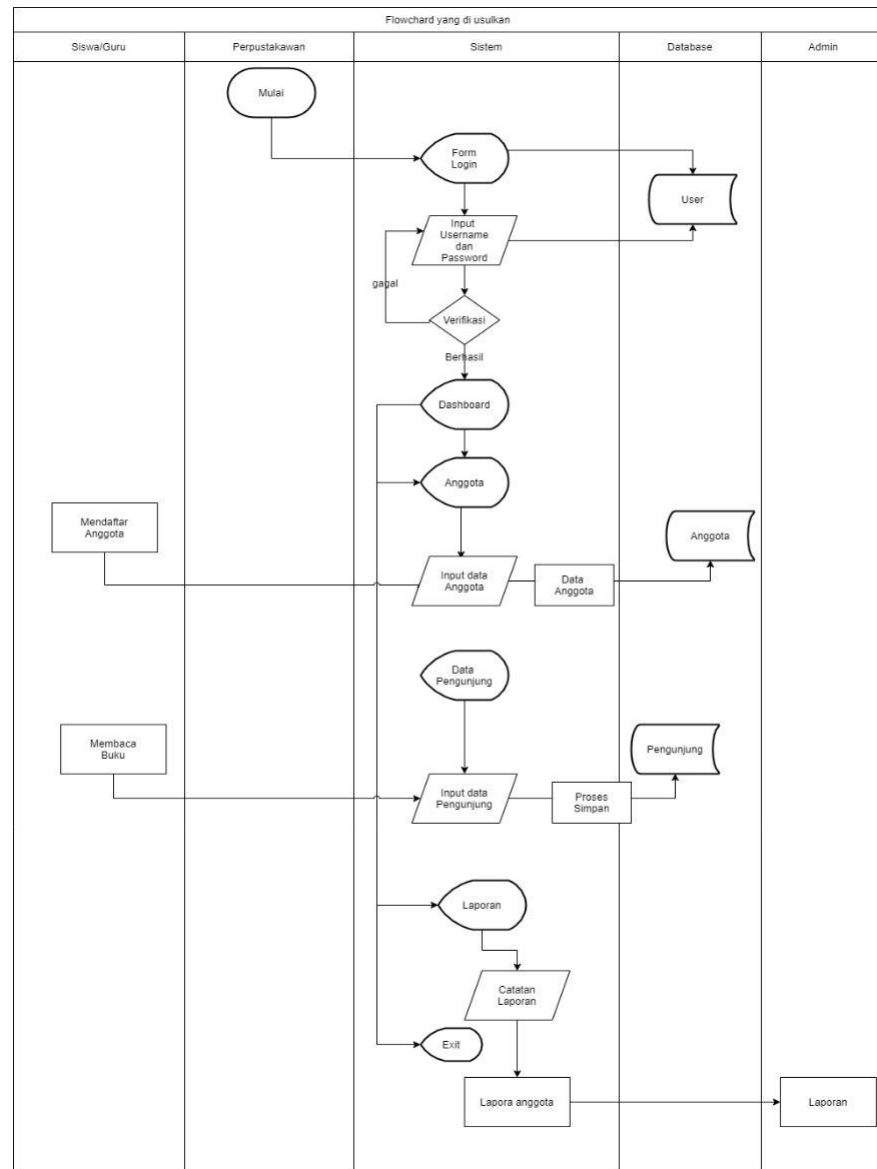 Flowchard yang di usulkan
Siswa/Guru
Perpustakawan
Sistem
Database
Admin
Mulai
Form
Login
User
Input
Username
dan
Password
gagal
Verifikasi
Berhasil
Dashboard
Anggota
Mendaftar
Anggota
Input data
Anggota
Data
Anggota
Anggota
Data
Pengunjung
Membaca
Buku
Input data
Pengunjung
Proses
Simpan
Pengunjung
Laporan
Catatan
Laporan
Exit
Lapora anggota
Laporan